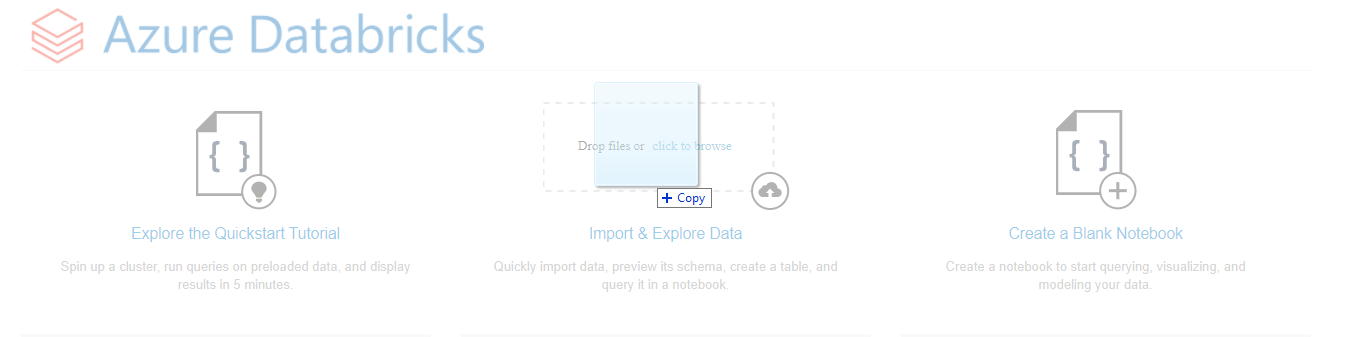 Azure Databricks
{ }
Drop files or click to browse
{ }
Copy
Explore the Quickstart Tutorial
Import & Explore Data
Create a Blank Notebook
Spin up a cluster, run queries on preloaded data, and display
results in 5 minutes.
Quickly import data, preview its schema, create a table, and
query it in a notebook.
Create a notebook to start querying, visualizing, and
modeling your data.